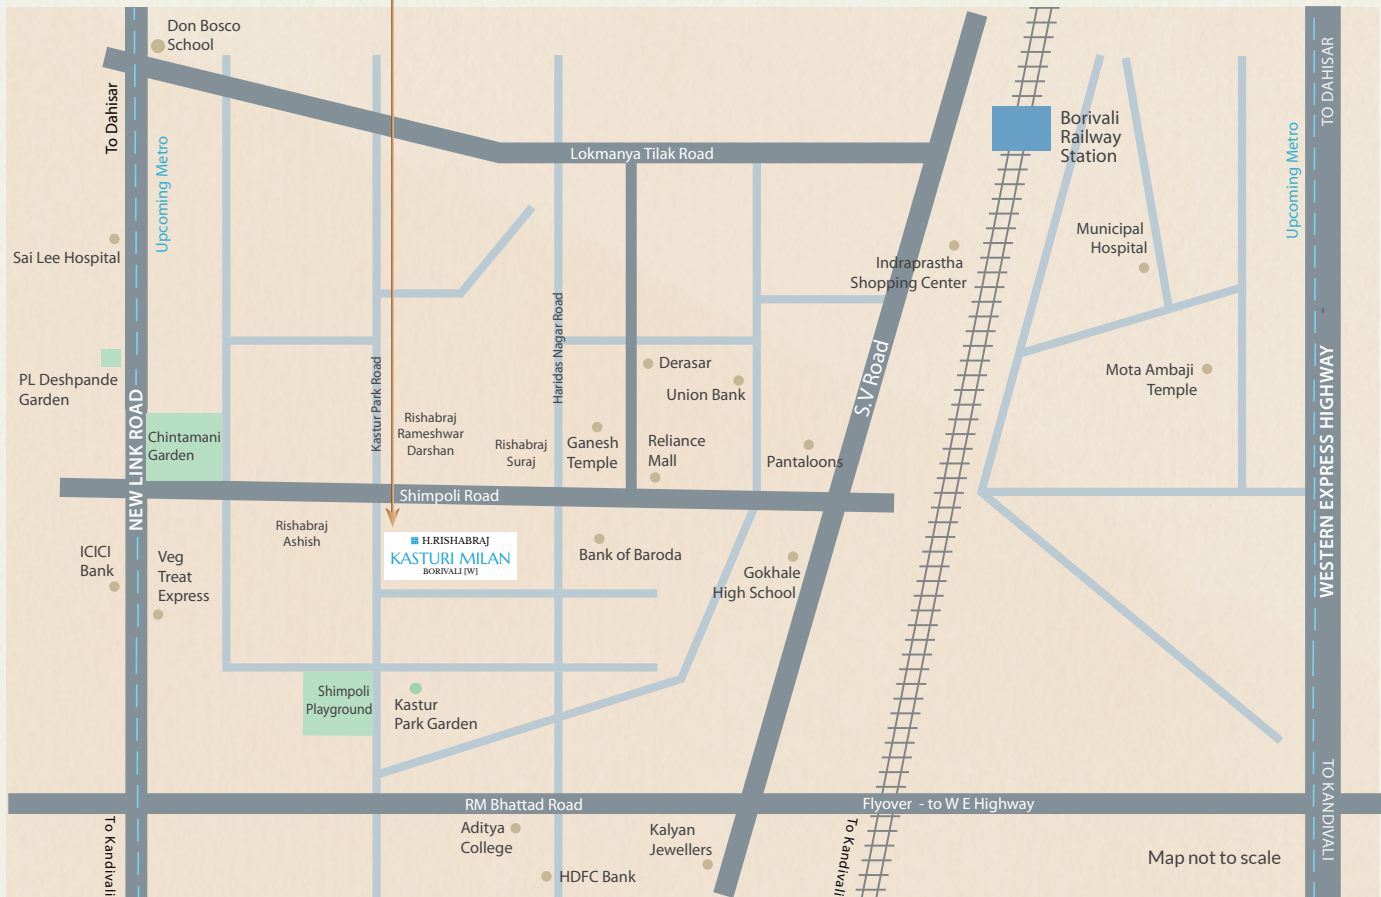 Don Bosco
School
To Dahisar
Upcoming Metro
Lokmanya Tilak Road
Borivali
Railway
Station
TO DAHISAR
Upcoming Metro
Sai Lee Hospital
Municipal
Hospital
Indraprastha
Shopping Center
Haridas Nagar Road
Kastur Park Road
S.V Road
WESTERN EXPRESS HIGHWAY
PL Deshpande
Garden
Derasar
Union Bank
Mota Ambaji
Temple
NEW LINK ROAD
Chintamani
Garden
Rishabraj
Rameshwar
Darshan
Rishabraj
Suraj
Ganesh
Temple
Reliance
Mall
Pantaloons
Shimpoli Road
Rishabraj
Ashish
H.RISHABRAJ
KASTURI MILAN
BORIVALI [W]
ICICI
Bank
Veg
Treat
Express
Bank of Baroda
Gokhale
High School
Shimpoli
Playground
Kastur
Park Garden
RM Bhattad Road
Flyover - to W E Highway
TO KANDIVALI
To Kandivali
Aditya
College
HDFC Bank
Kalyan
Jewellers
To Kandivali
Map not to scale